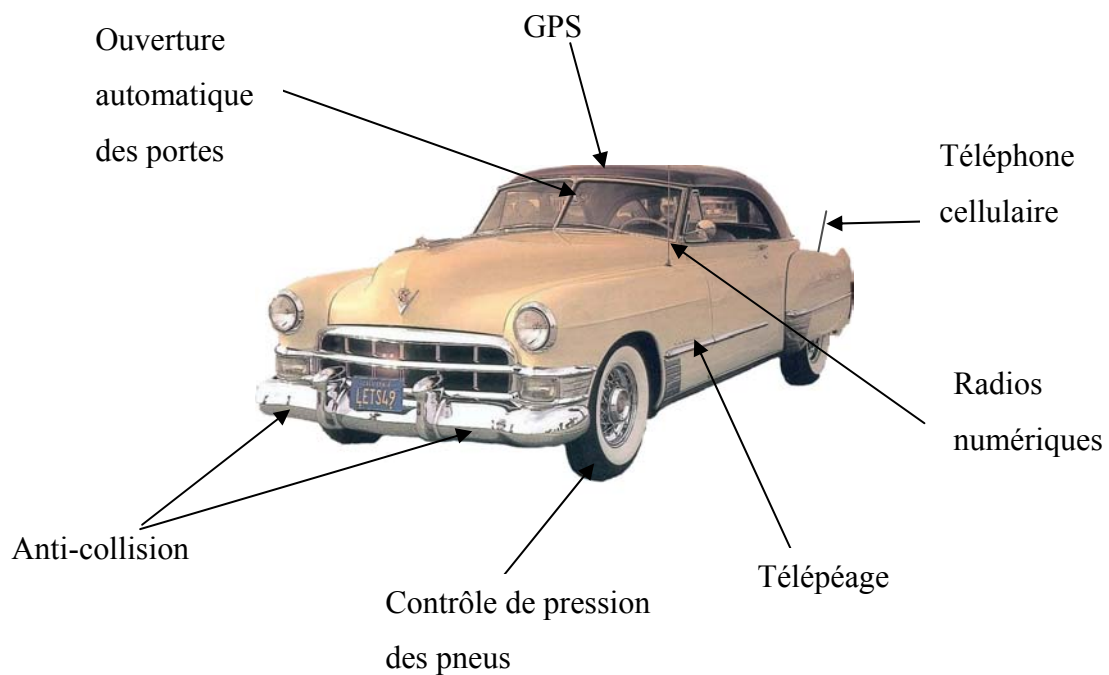 GPS
Ouverture
automatique
des portes
Téléphone
cellulaire
LETS49
Radios
numériques
Anti-collision
Télépéage
Contrôle de pression
des pneus